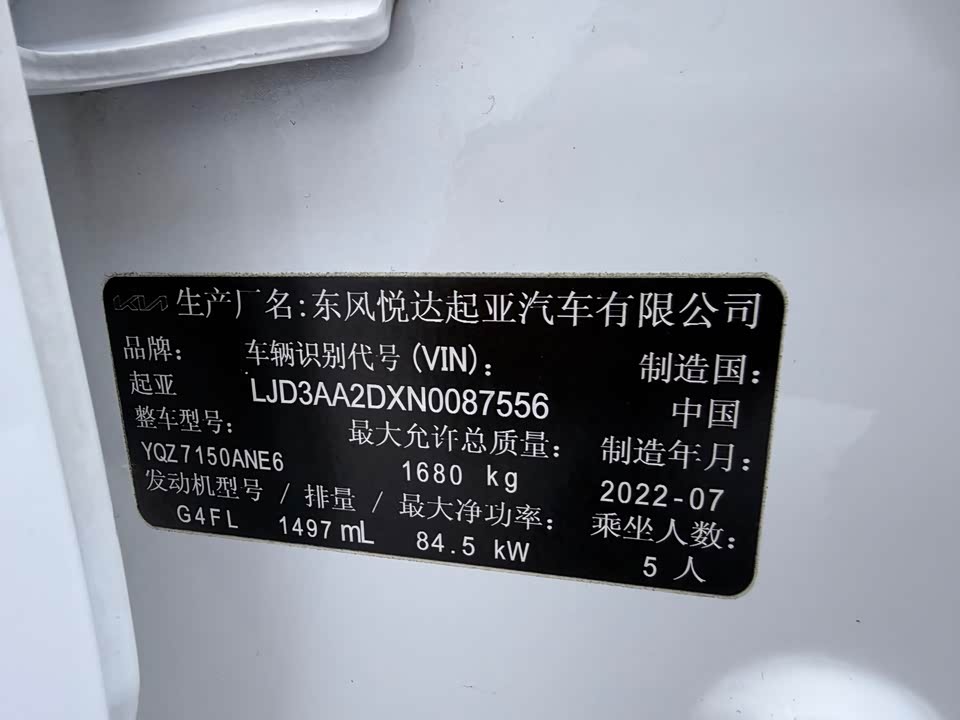 KIA 生产厂名:东风悦达起亚汽车有限公司
品牌: 车辆识别代号(VIN): 制造国:
起亚 LJD3AA2DXN0087556 中国
整车型号: 最大允许总质量: 制造年月:
YQZ7150ANE6 1680 kg 2022-07
发动机型号 / 排量 / 最大净功率: 乘坐人数:
G4FL 1497 mL 84.5 kW 5 人